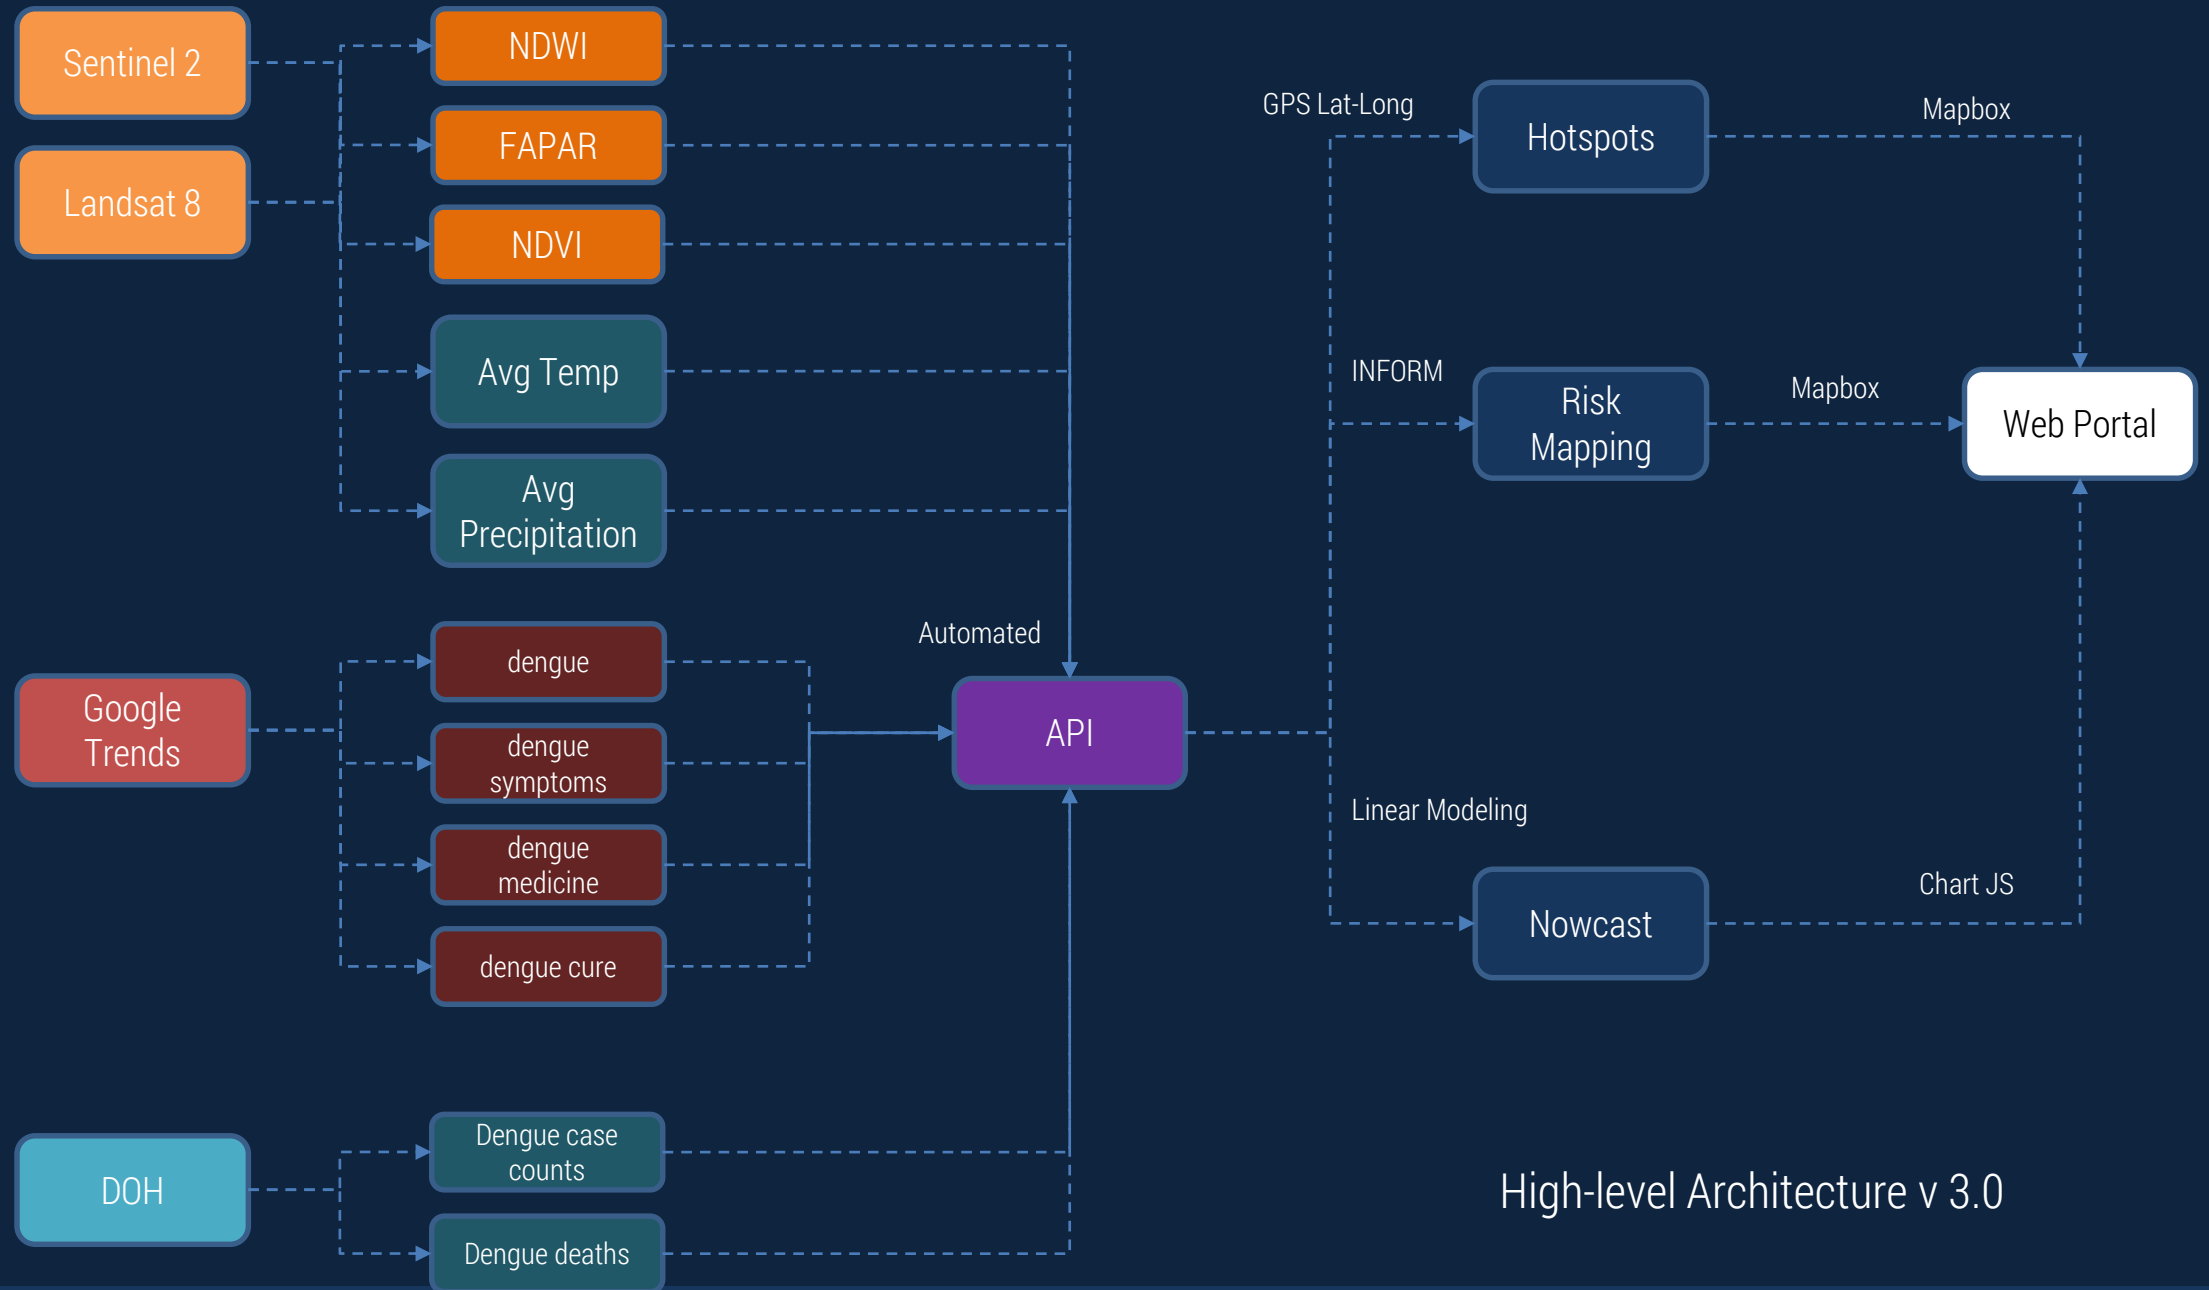 Sentinel 2
Landsat 8
NDWI
FAPAR
NDVI
Avg Temp
Avg
Precipitation
Google
Trends
dengue
dengue
symptoms
dengue
medicine
dengue cure
DOH
Dengue case
counts
Dengue deaths
Automated
API
GPS Lat-Long
INFORM
Linear Modeling
Hotspots
Risk
Mapping
Nowcast
Mapbox
Mapbox
Chart JS
Web Portal
High-level Architecture v 3.0